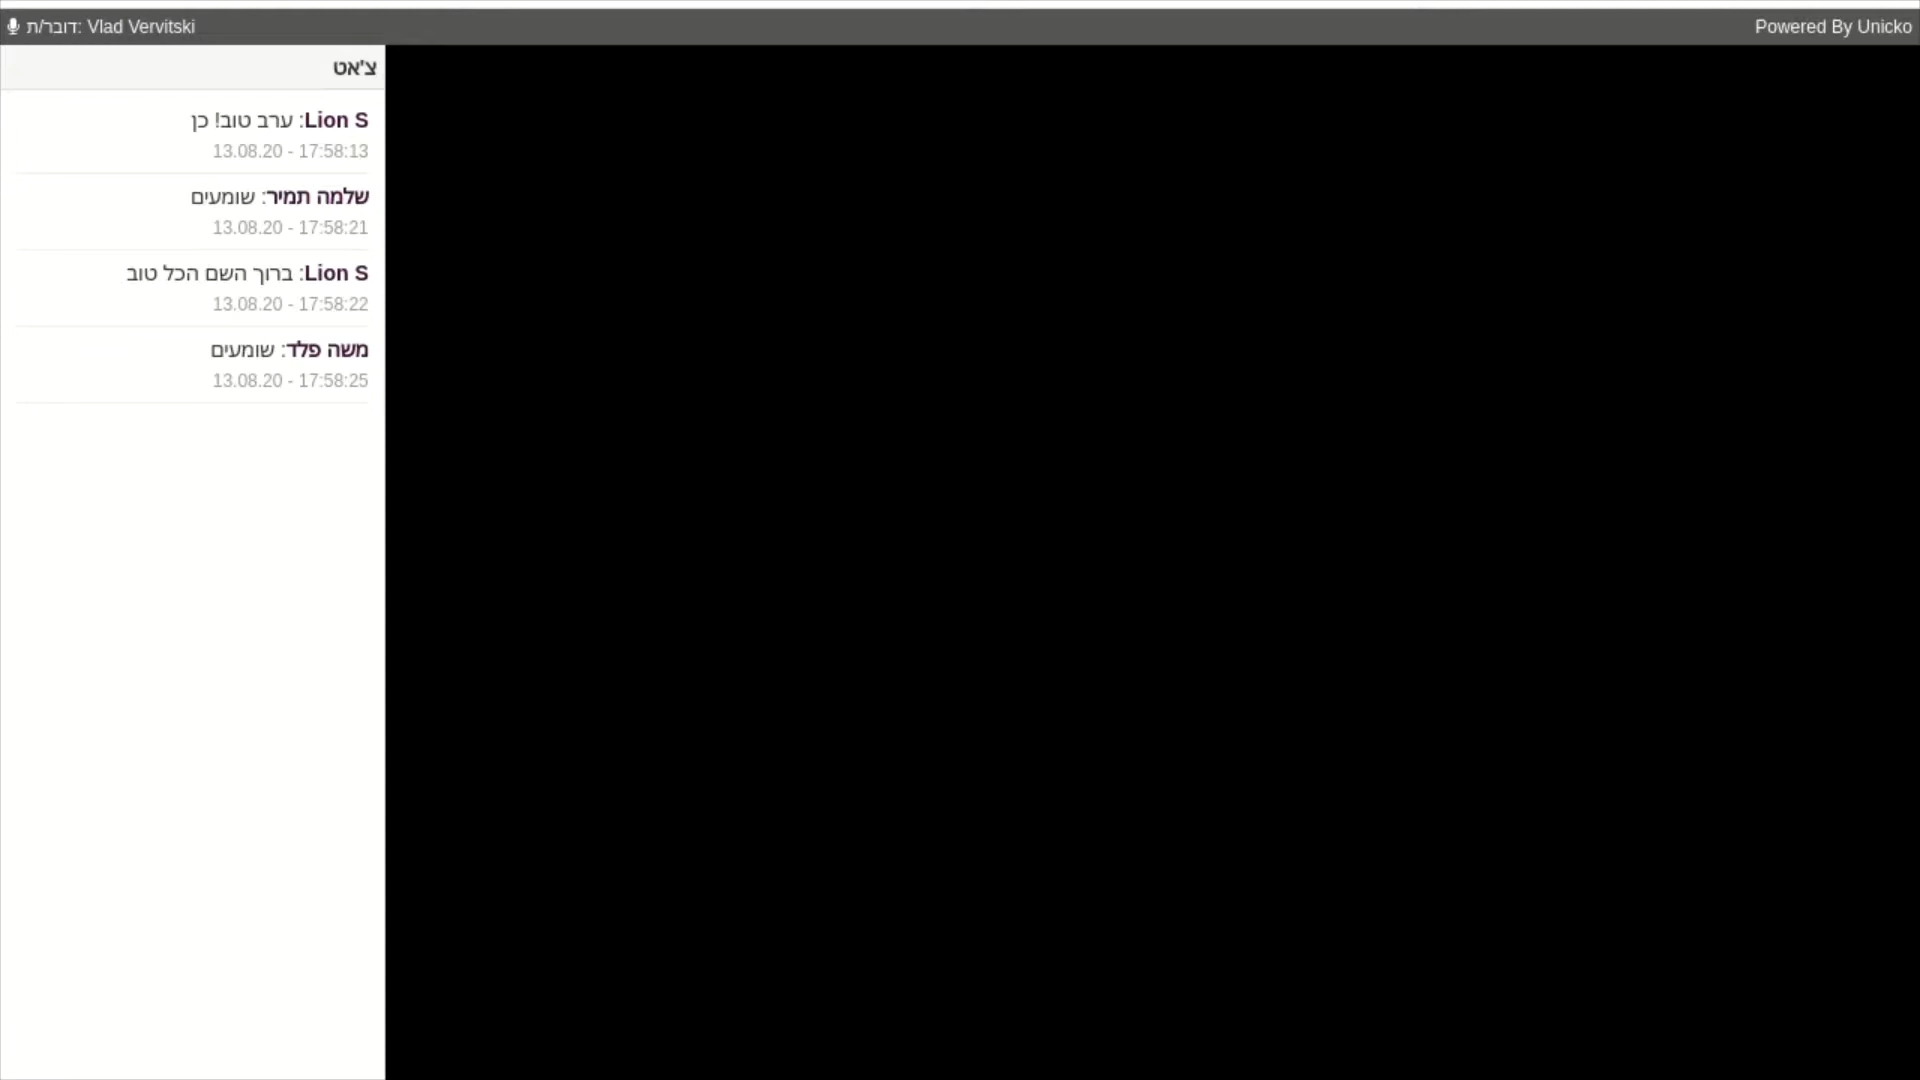 דובר/ת: Vlad Vervitski
Powered By Unicko
צ'אט
Lion S: ערב טוב! כן
13.08.20 - 17:58:13
שלמה תמיר: שומעים
13.08.20 - 17:58:21
Lion S: ברוך השם הכל טוב
13.08.20 - 17:58:22
משה פלד: שומעים
13.08.20 - 17:58:25